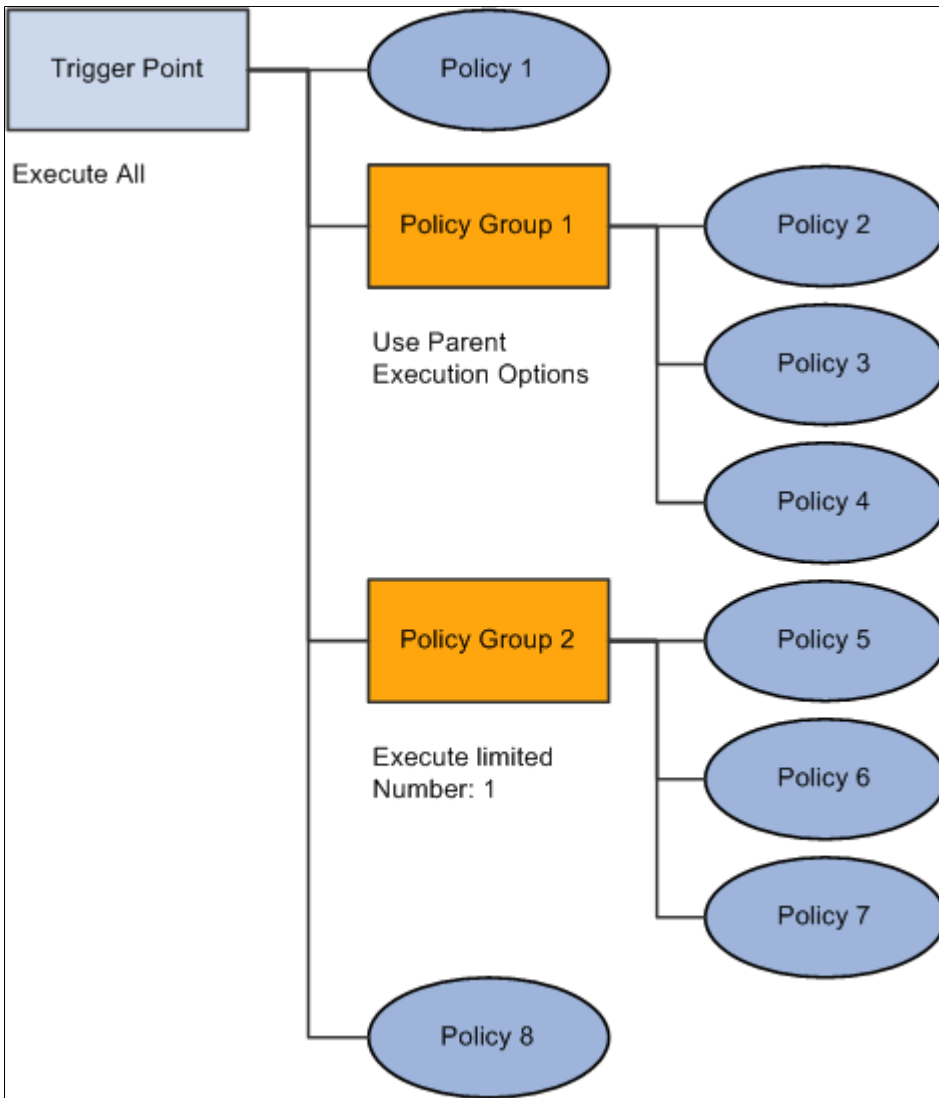 Trigger Point
Policy 1
Execute All
Policy Group 1
Policy 2
Use Parent
Execution Options
Policy 3
Policy 4
Policy Group 2
Policy 5
Execute limited
Number: 1
Policy 6
Policy 7
Policy 8